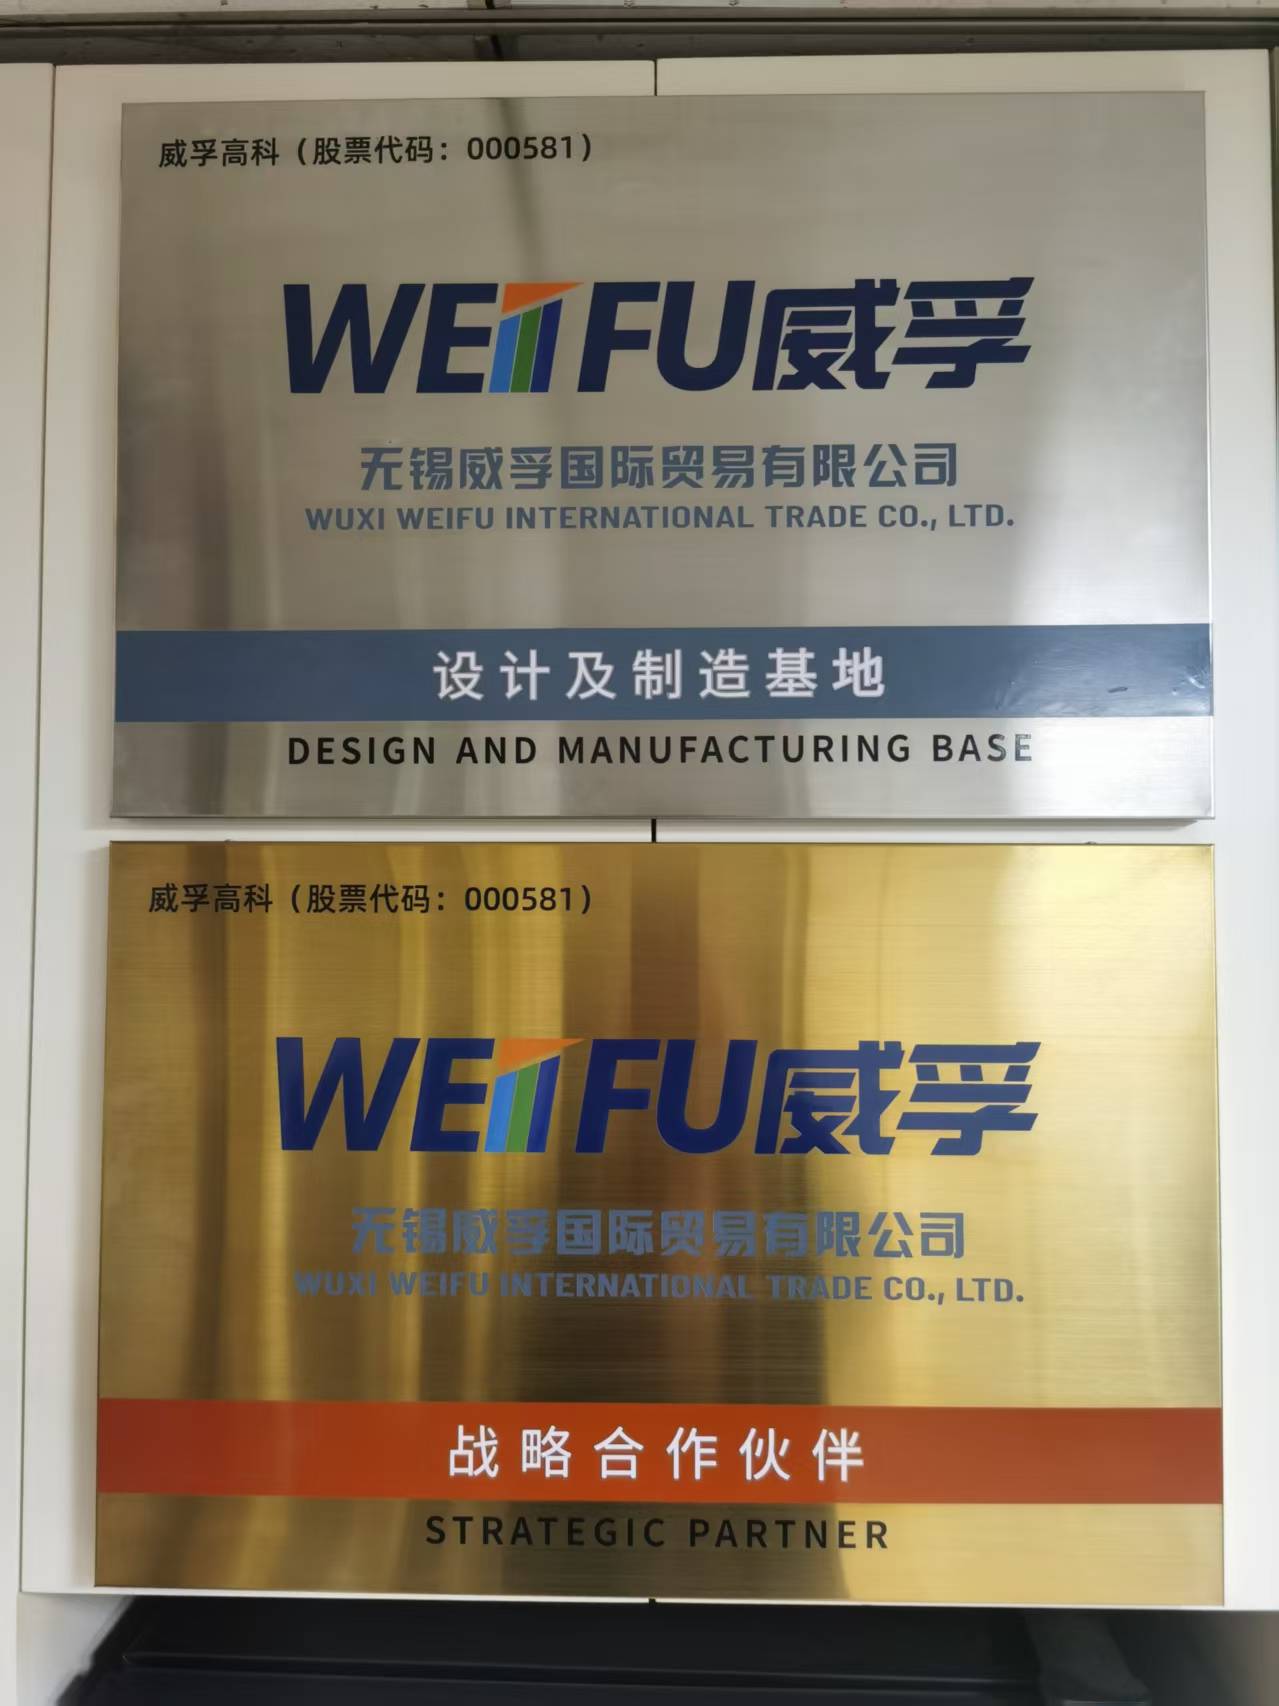 威孚高科（股票代码：000581）
WEIFU威孚
无锡威孚国际贸易有限公司
WUXI WEIFU INTERNATIONAL TRADE CO., LTD.
设计及制造基地
DESIGN AND MANUFACTURING BASE
威孚高科（股票代码：000581）
WEIFU威孚
无锡威孚国际贸易有限公司
WUXI WEIFU INTERNATIONAL TRADE CO., LTD.
战略合作伙伴
STRATEGIC PARTNER